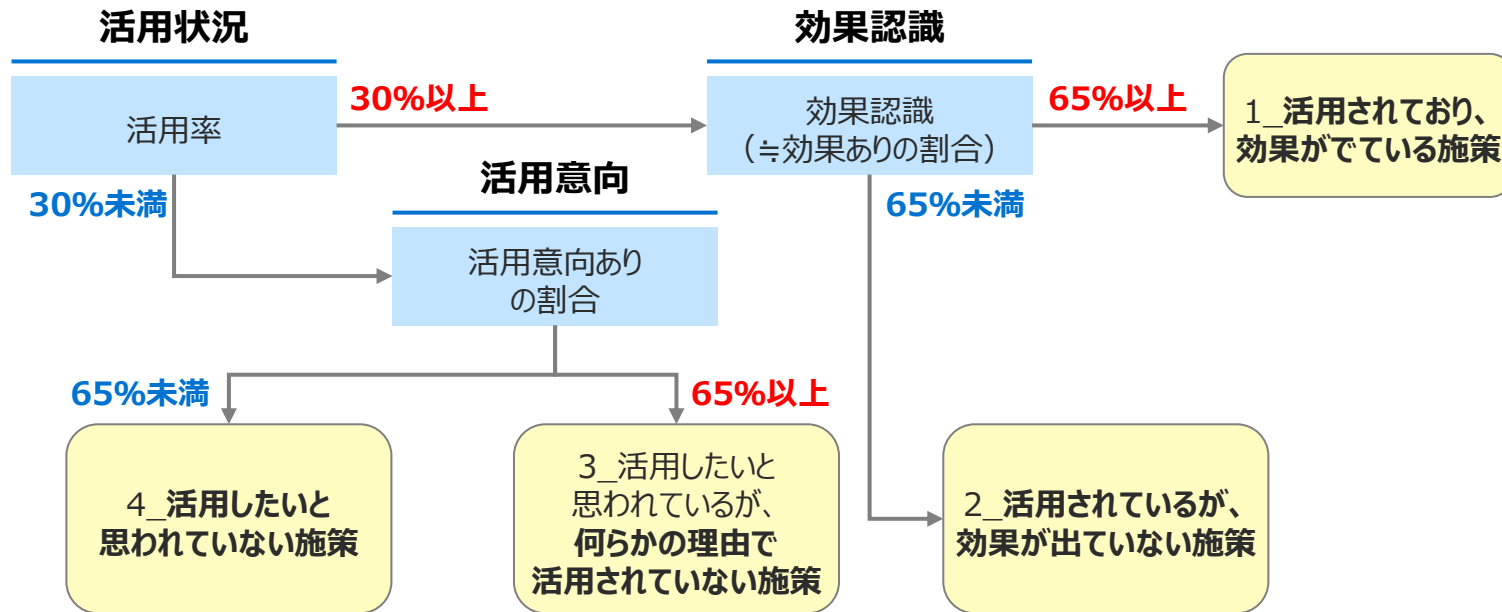 活用状況
効果認識
活用率
30%以上
効果認識
（≒効果ありの割合）
65%以上
1_活用されており、
効果がでている施策
30%未満
活用意向
65%未満
活用意向あり
の割合
65%未満
65%以上
4_活用したいと
思われていない施策
3_活用したいと
思われているが、
何らかの理由で
活用されていない施策
2_活用されているが、
効果が出ていない施策